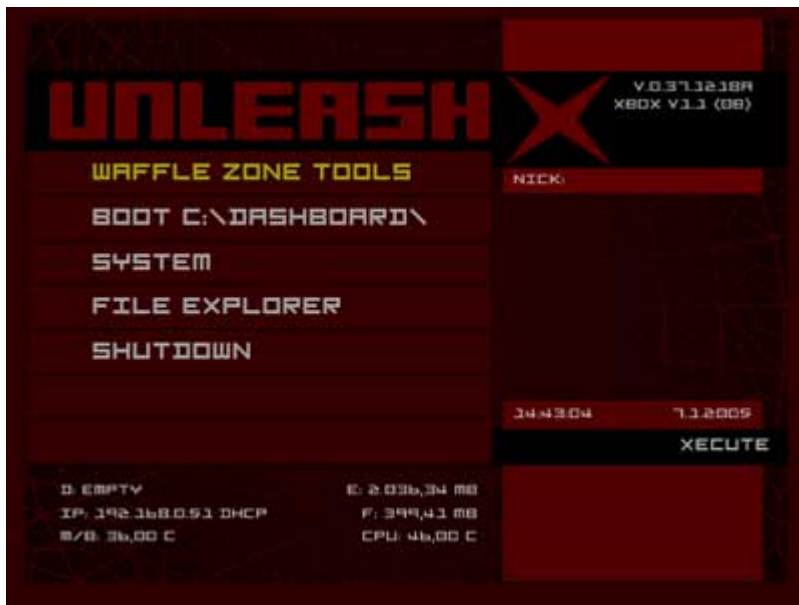 UNLEASH X
V.0.37.1218A
XBOX V.1.1 (08)
WAFFLE ZONE TOOLS
BOOT C:\DASHBOARD\
SYSTEM
FILE EXPLORER
SHUTDOWN
NICK:
14:43:04 7.1.2005
XECUTE
D: EMPTY
E: 2.036,34 MB
IP: 192.168.0.51 DHCP
F: 399,41 MB
M/B: 36,00 C
CPU: 46,00 C